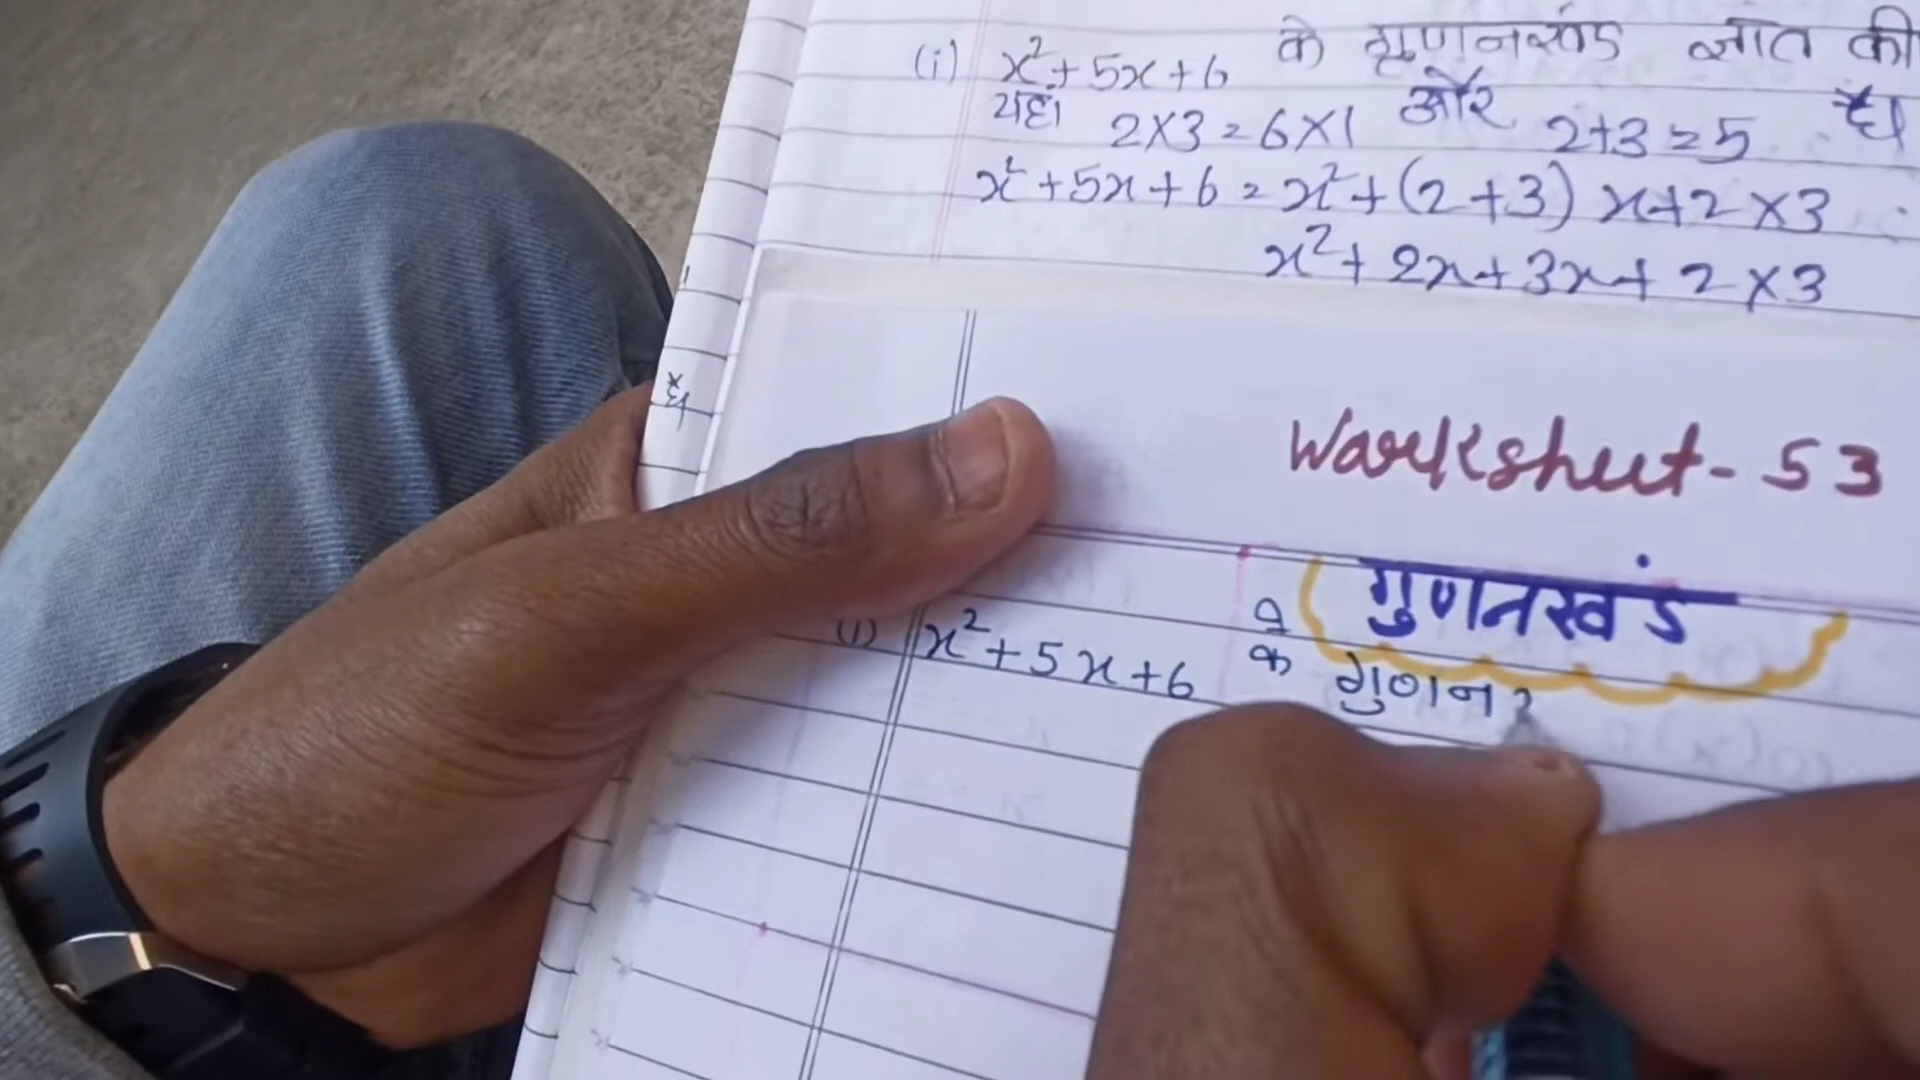 (i) x²+5x+6 के गुणनखंड ज्ञात की
यहां 2×3=6×1 और 2+3=5 है।
x²+5x+6=x²+(2+3)x+2×3
x²+2x+3x+2×3
Worksheet-53
गुणनखंड
(i) x²+5x+6 के गुणन